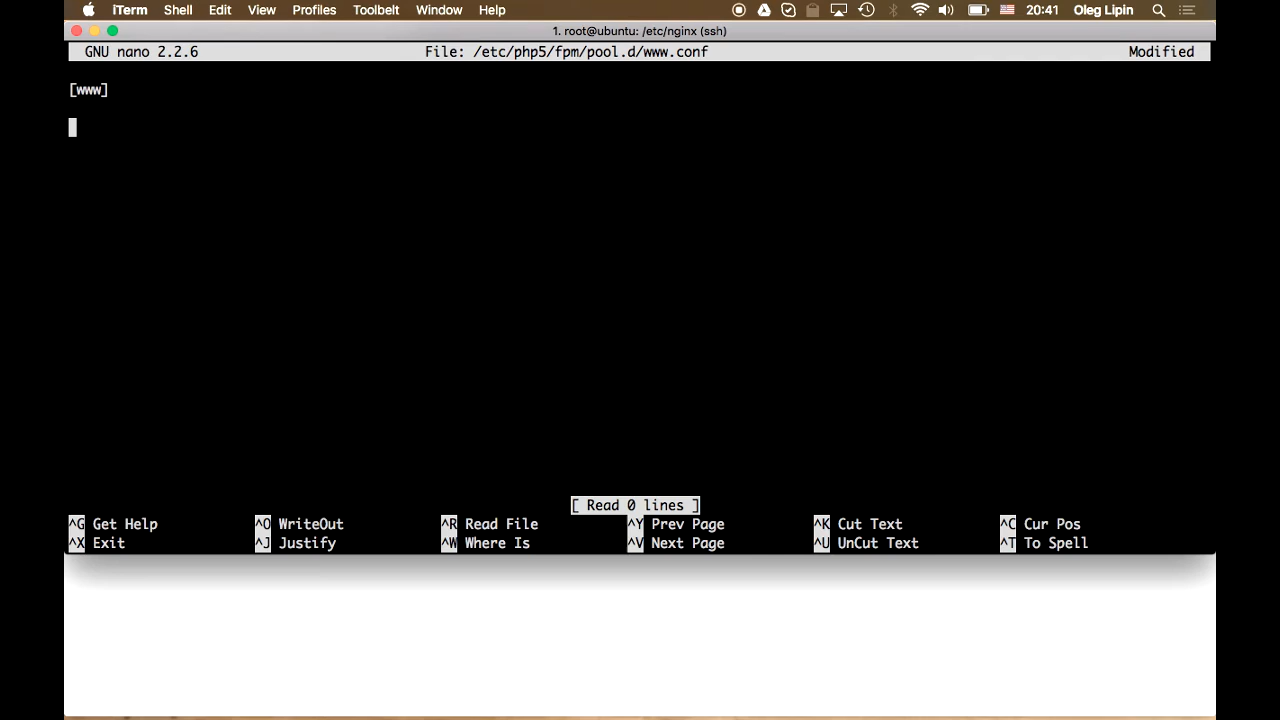 iTerm Shell Edit View Profiles Toolbelt Window Help 20:41 Oleg Lipin
1. root@ubuntu: /etc/nginx (ssh)
GNU nano 2.2.6 File: /etc/php5/fpm/pool.d/www.conf Modified
[www]
[ Read 0 lines ]
^G Get Help ^O WriteOut ^R Read File ^Y Prev Page ^K Cut Text ^C Cur Pos
^X Exit ^J Justify ^W Where Is ^V Next Page ^U UnCut Text ^T To Spell